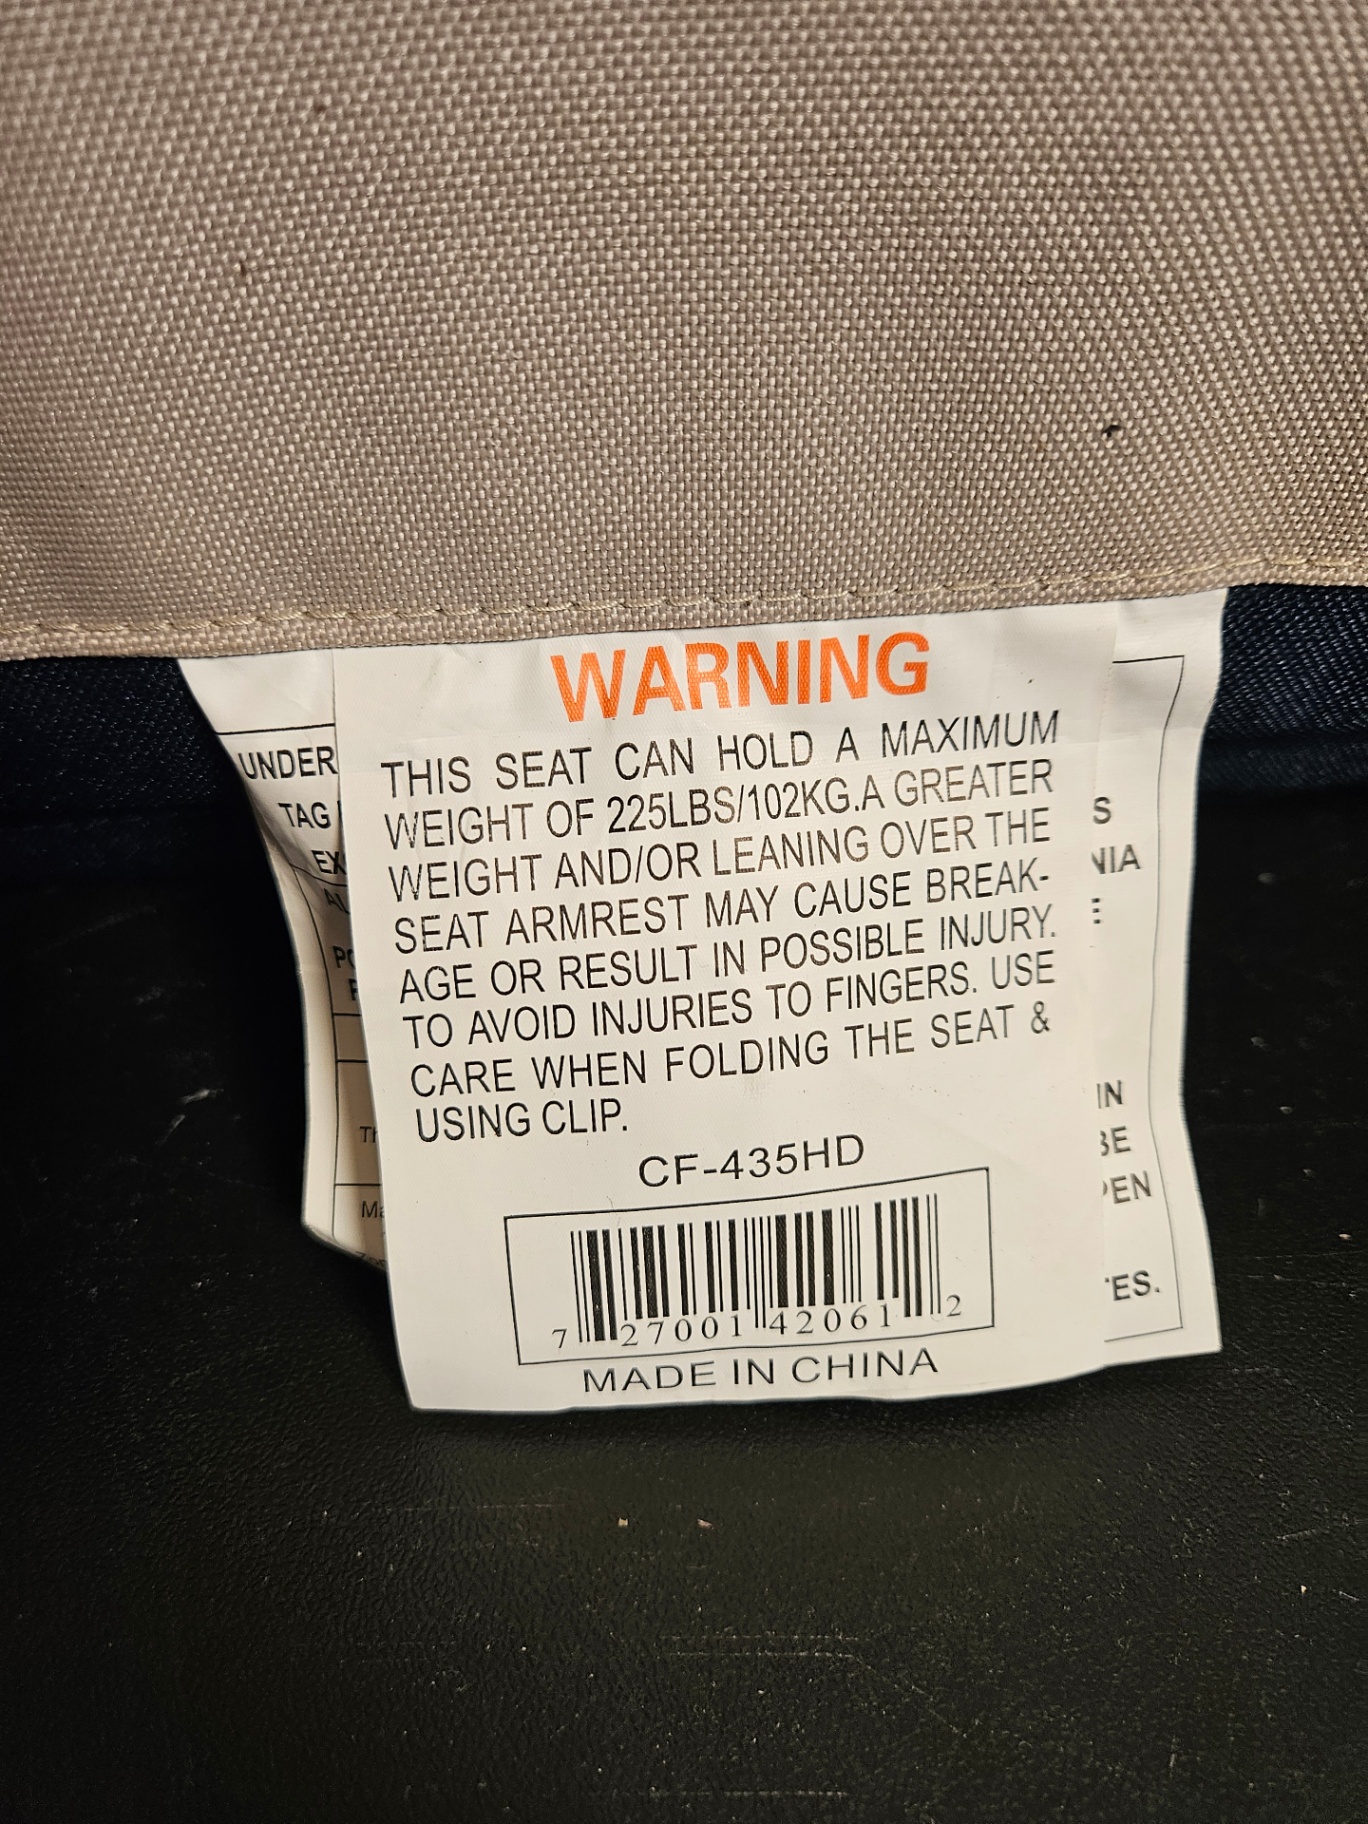 WARNING
THIS SEAT CAN HOLD A MAXIMUM
WEIGHT OF 225LBS/102KG.A GREATER
WEIGHT AND/OR LEANING OVER THE
SEAT ARMREST MAY CAUSE BREAK-
AGE OR RESULT IN POSSIBLE INJURY.
TO AVOID INJURIES TO FINGERS. USE
CARE WHEN FOLDING THE SEAT &
USING CLIP.
CF-435HD
7 27001 42061 2
MADE IN CHINA
UNDER
TAG